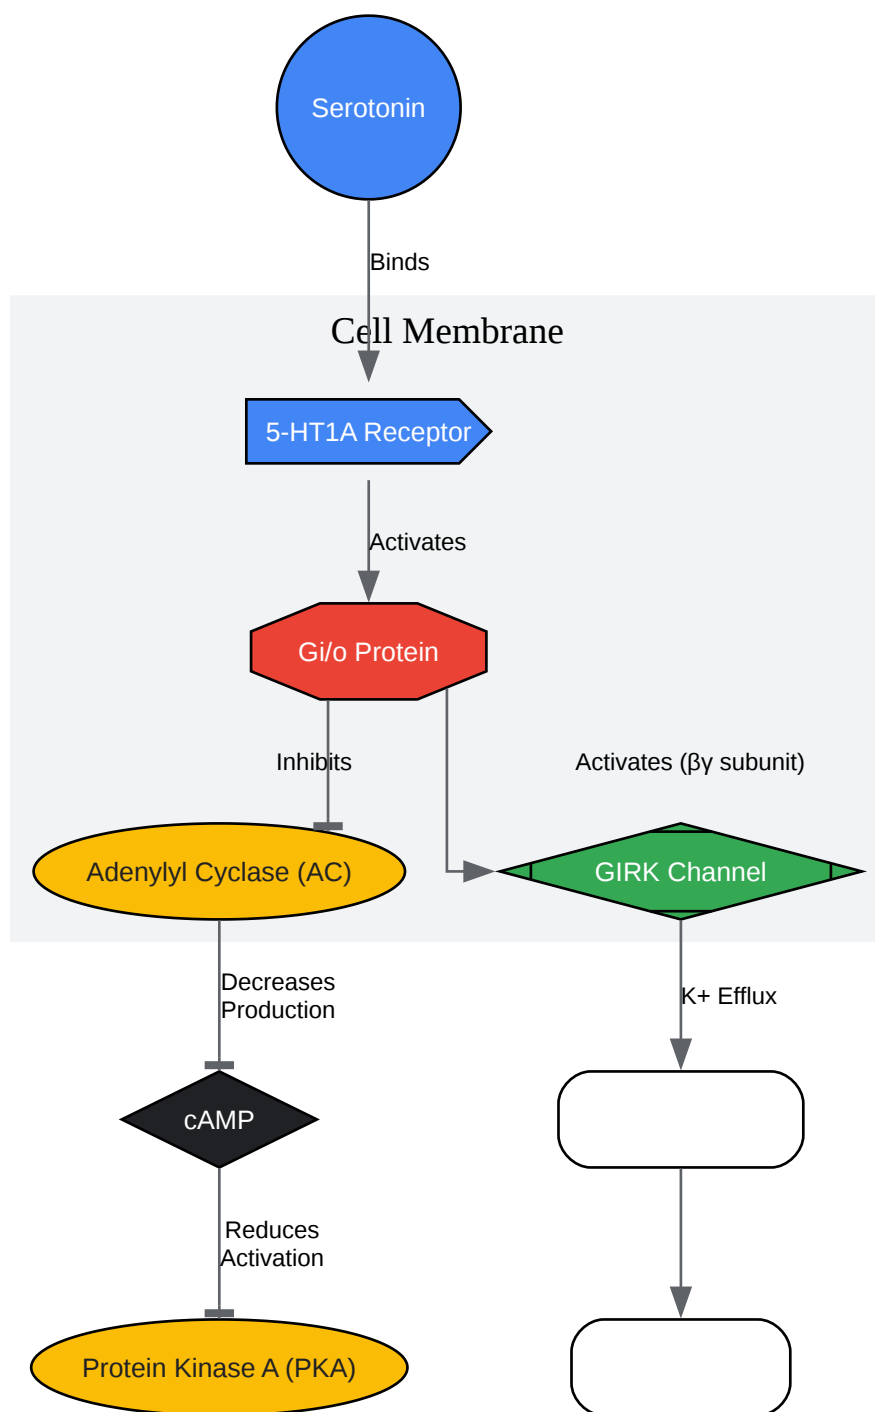 Serotonin
Binds
Cell Membrane
5-HT1A Receptor
Activates
Gi/o Protein
Inhibits
Activates (βγ subunit)
Adenylyl Cyclase (AC)
GIRK Channel
Decreases
Production
K+ Efflux
cAMP
Reduces
Activation
Protein Kinase A (PKA)